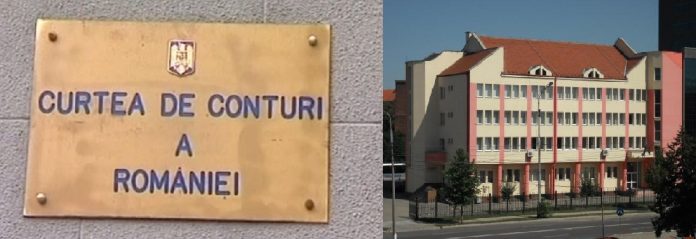 CURTEA DE CONTURI
A
ROMÂNIEI